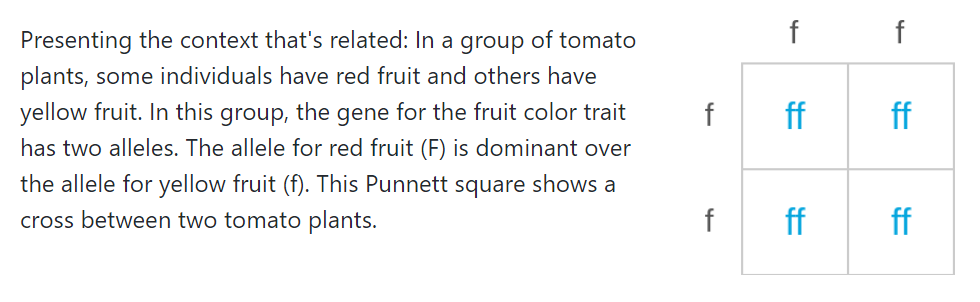 Presenting the context that's related: In a group of tomato
plants, some individuals have red fruit and others have
yellow fruit. In this group, the gene for the fruit color trait
has two alleles. The allele for red fruit (F) is dominant over
the allele for yellow fruit (f). This Punnett square shows a
cross between two tomato plants.
f f
f ff ff
f ff ff